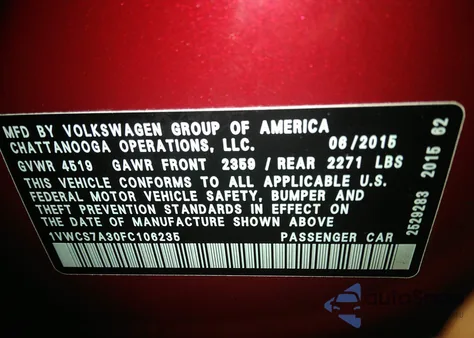 MFD BY VOLKSWAGEN GROUP OF AMERICA
CHATTANOOGA OPERATIONS, LLC. 06/2015
GVWR 4519 GAWR FRONT 2359 / REAR 2271 LBS
THIS VEHICLE CONFORMS TO ALL APPLICABLE U.S.
FEDERAL MOTOR VEHICLE SAFETY, BUMPER AND
THEFT PREVENTION STANDARDS IN EFFECT ON
THE DATE OF MANUFACTURE SHOWN ABOVE
1VWCS7A30FC106235 PASSENGER CAR
2529283 2015 62